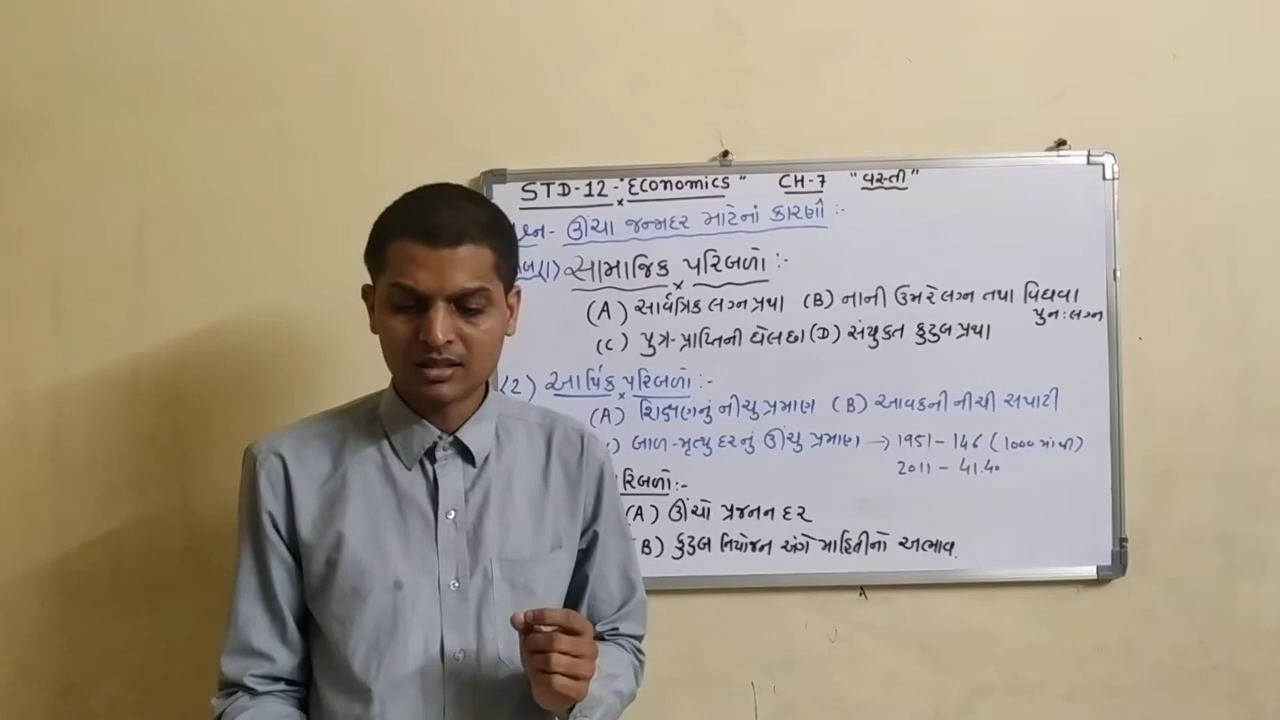 STD-12-"Economics" CH-7 "વસ્તી"
પ્રશ્ન- ઊંચા જન્મદર માટેનાં કારણો :-
(1) સામાજિક પરિબળો :-
(A) સાર્વત્રિક લગ્ન પ્રથા (B) નાની ઉંમરે લગ્ન તથા વિધવા
પુનઃલગ્ન
(C) પુત્ર-પ્રાપ્તિની ઘેલછા (D) સંયુક્ત કુટુંબ પ્રથા
(2) આર્થિક પરિબળો :-
(A) શિક્ષણનું નીચુ પ્રમાણ (B) આવકની નીચી સપાટી
) બાળ-મૃત્યુ દરનું ઊંચુ પ્રમાણ → 1951-146 (1000 માંથી)
2011 - 41.40
રિબળો :-
(A) ઊંચો પ્રજનન દર
(B) કુટુંબ નિયોજન અંગે માહિતીનો અભાવ.